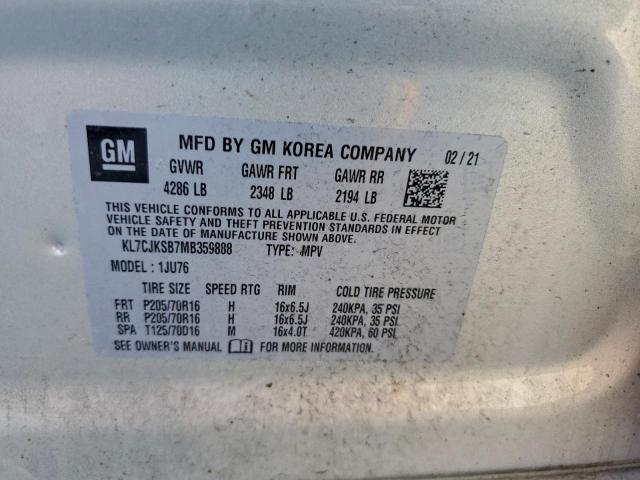 GM MFD BY GM KOREA COMPANY 02 / 21
GVWR GAWR FRT GAWR RR
4286 LB 2348 LB 2194 LB
THIS VEHICLE CONFORMS TO ALL APPLICABLE U.S. FEDERAL MOTOR
VEHICLE SAFETY AND THEFT PREVENTION STANDARDS IN EFFECT
ON THE DATE OF MANUFACTURE SHOWN ABOVE.
KL7CJKSB7MB359888 TYPE: MPV
MODEL : 1JU76
TIRE SIZE SPEED RTG RIM COLD TIRE PRESSURE
FRT P205/70R16 H 16x6.5J 240KPA, 35 PSI
RR P205/70R16 H 16x6.5J 240KPA, 35 PSI
SPA T125/70D16 M 16x4.0T 420KPA, 60 PSI
SEE OWNER'S MANUAL FOR MORE INFORMATION.